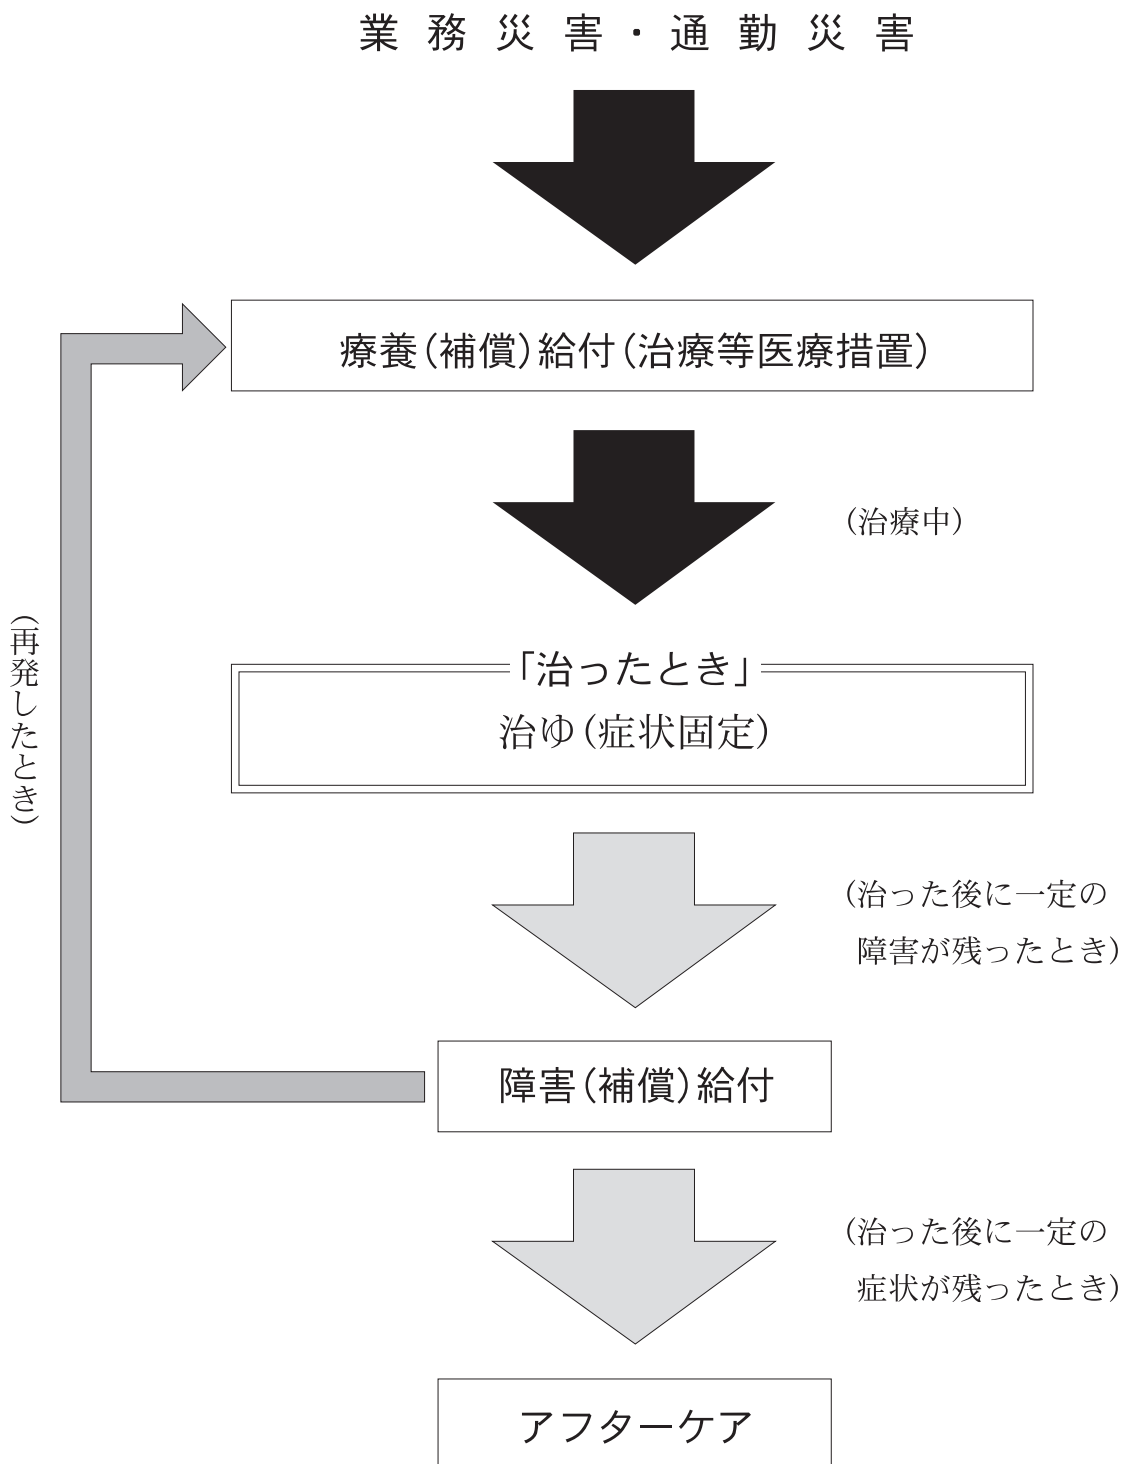 業務災害・通勤災害
療養(補償)給付(治療等医療措置)
(治療中)
「治ったとき」
治ゆ(症状固定)
(再発したとき)
(治った後に一定の
障害が残ったとき)
障害(補償)給付
(治った後に一定の
症状が残ったとき)
アフターケア